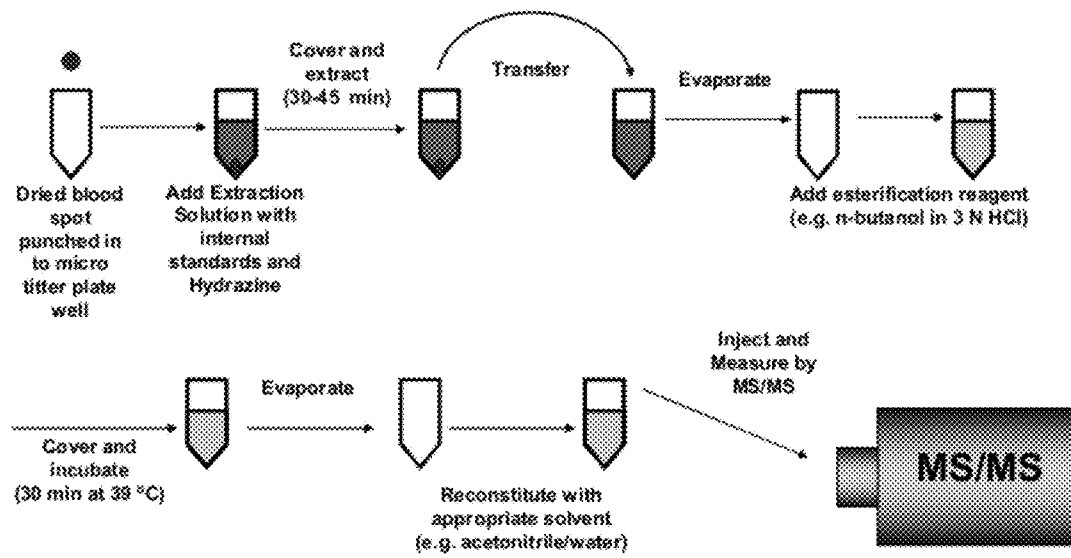 Cover and
extract
(30-45 min)
Transfer
Evaporate
Dried blood
spot
punched in
to micro
titter plate
well
Add Extraction
Solution with
internal
standards and
Hydrazine
Add esterification reagent
(e.g. n-butanol in 3 N HCl)
Inject and
Measure by
MS/MS
Evaporate
Cover and
incubate
(30 min at 39 °C)
Reconstitute with
appropriate solvent
(e.g. acetonitrile/water)
MS/MS